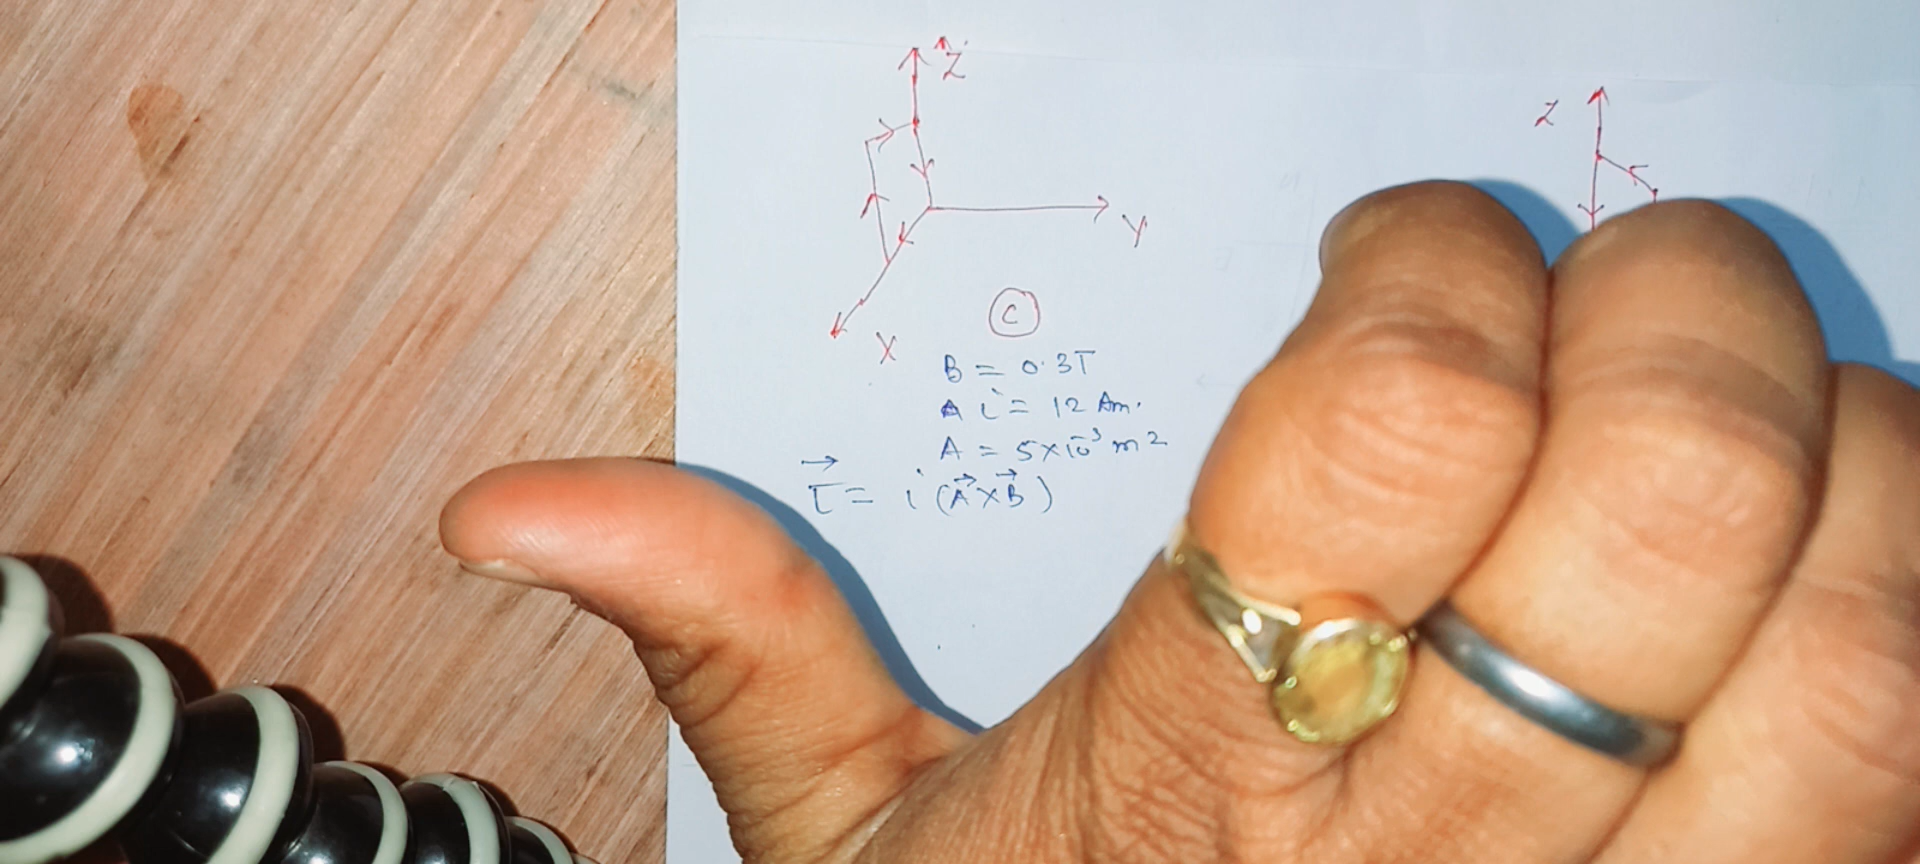 Z
Z
Y
X
C
B = 0.3T
A i = 12 Am.
A = 5×10⁻³ m²
τ⃗ = i (A⃗×B⃗)